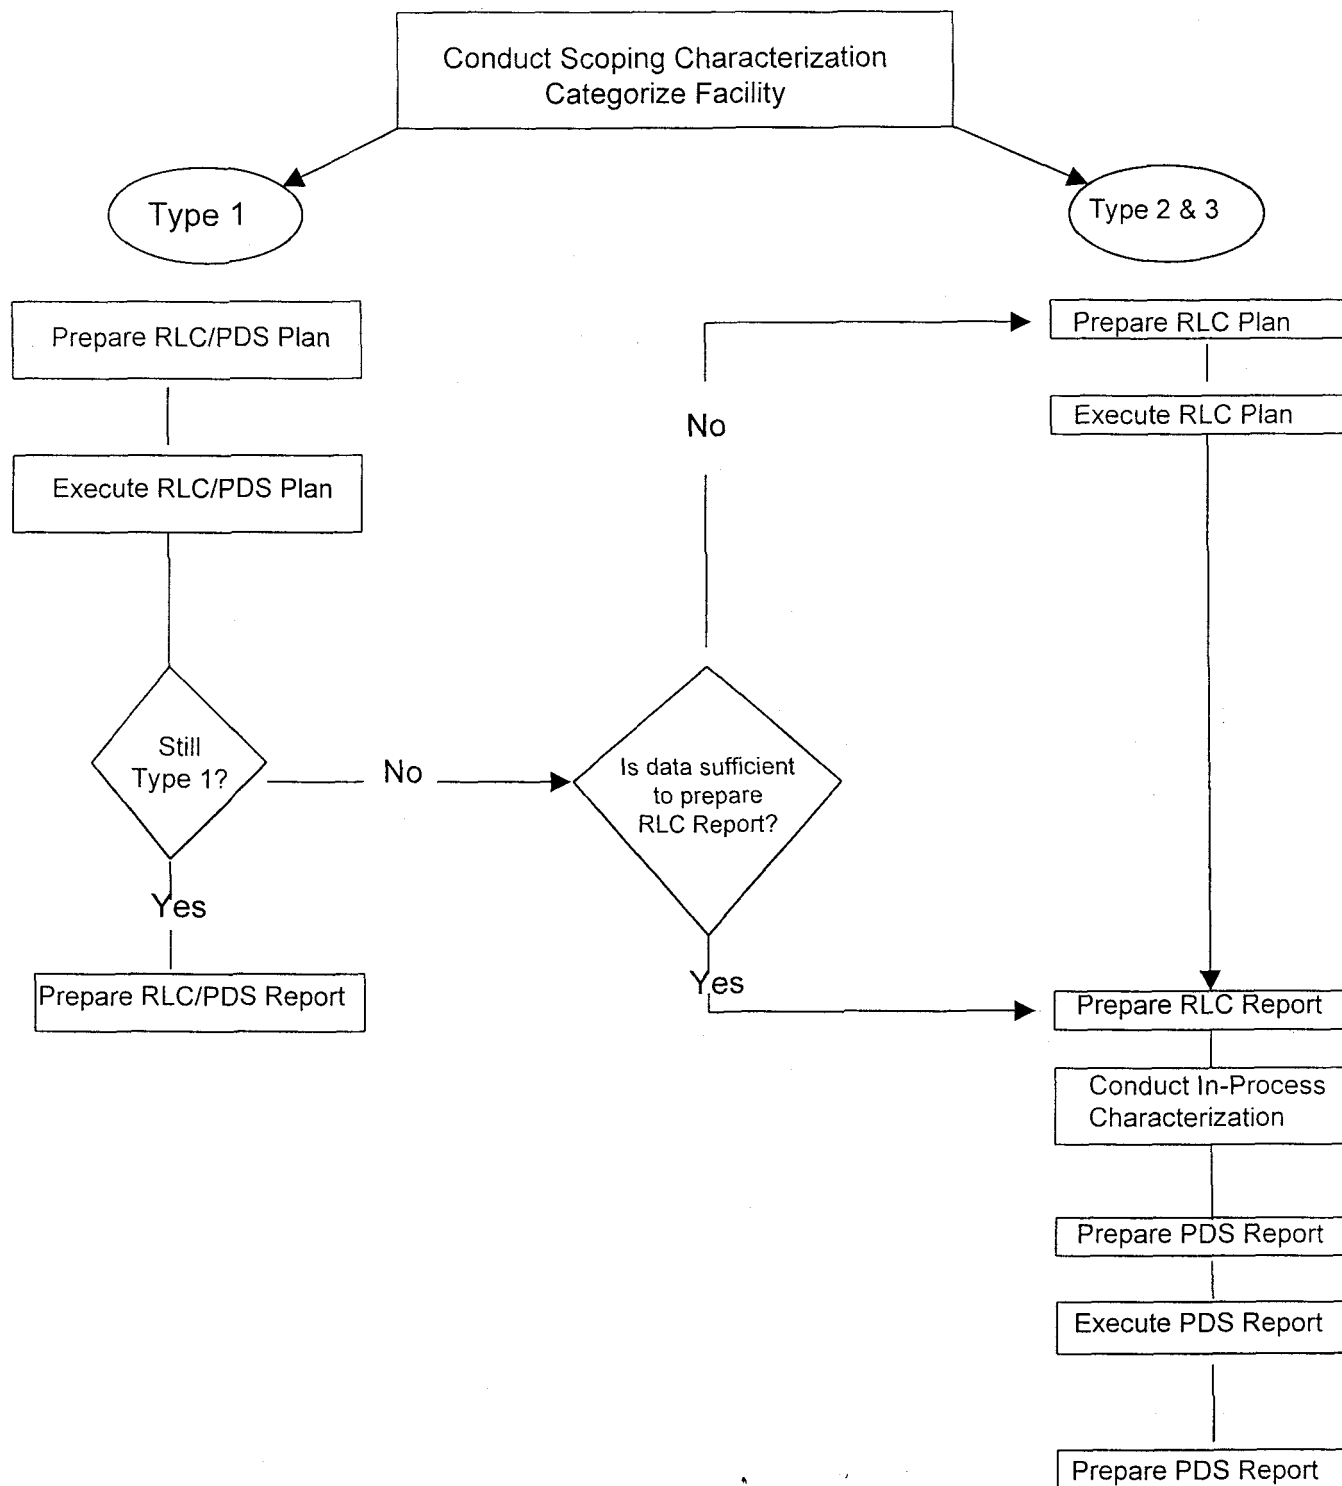 Conduct Scoping Characterization
Categorize Facility
Type 1
Type 2 & 3
Prepare RLC/PDS Plan
Execute RLC/PDS Plan
Still
Type 1?
No
Yes
Prepare RLC/PDS Report
Is data sufficient
to prepare
RLC Report?
No
Yes
Prepare RLC Plan
Execute RLC Plan
Prepare RLC Report
Conduct In-Process
Characterization
Prepare PDS Report
Execute PDS Report
Prepare PDS Report